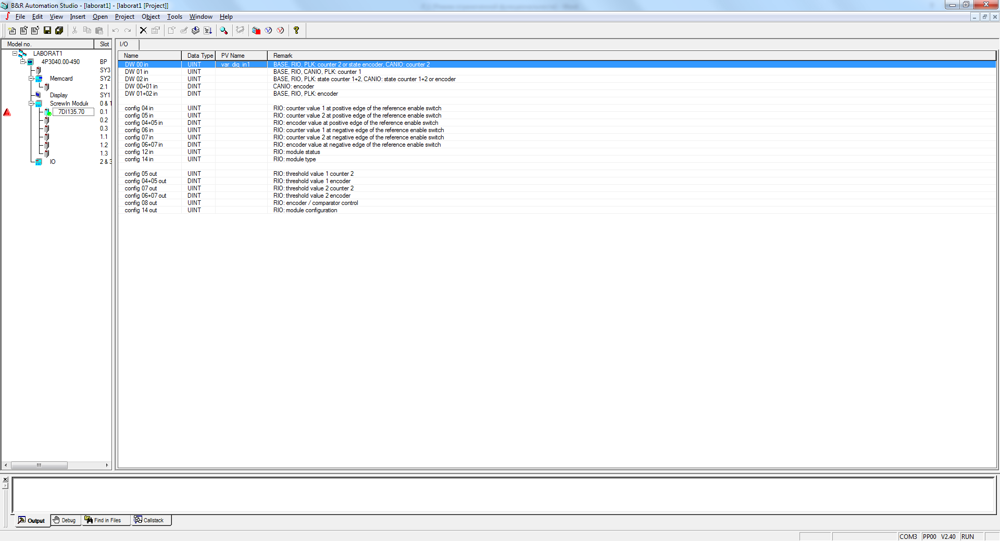 B&R Automation Studio - [laborat1] - [laborat1 [Project]]
File Edit View Insert Open Project Object Tools Window Help
Model no. Slot
LABORAT1
4P3040.00-490 BP
SY3
Memcard SY2
2.1
Display SY1
ScrewIn Module 0 & 1
7DI135.70 0.1
0.2
0.3
1.1
1.2
1.3
IO 2 & 3
I/O
Name Data Type PV Name Remark
DW 00 in UINT var_dig_in1 BASE, RIO, PLK: counter 2 or state encoder, CANIO: counter 2
DW 01 in UINT BASE, RIO, CANIO, PLK: counter 1
DW 02 in UINT BASE, RIO, PLK: state counter 1+2, CANIO: state counter 1+2 or encoder
DW 00+01 in DINT CANIO: encoder
DW 01+02 in DINT BASE, RIO, PLK: encoder
config 04 in UINT RIO: counter value 1 at positive edge of the reference enable switch
config 05 in UINT RIO: counter value 2 at positive edge of the reference enable switch
config 04+05 in DINT RIO: encoder value at positive edge of the reference enable switch
config 06 in UINT RIO: counter value 1 at negative edge of the reference enable switch
config 07 in UINT RIO: counter value 2 at negative edge of the reference enable switch
config 06+07 in DINT RIO: encoder value at negative edge of the reference enable switch
config 12 in UINT RIO: module status
config 14 in UINT RIO: module type
config 05 out UINT RIO: threshold value 1 counter 2
config 04+05 out DINT RIO: threshold value 1 encoder
config 07 out UINT RIO: threshold value 2 counter 2
config 06+07 out DINT RIO: threshold value 2 encoder
config 08 out UINT RIO: encoder / comparator control
config 14 out UINT RIO: module configuration
Output Debug Find in Files Callstack
COM3 PP00 V2.40 RUN